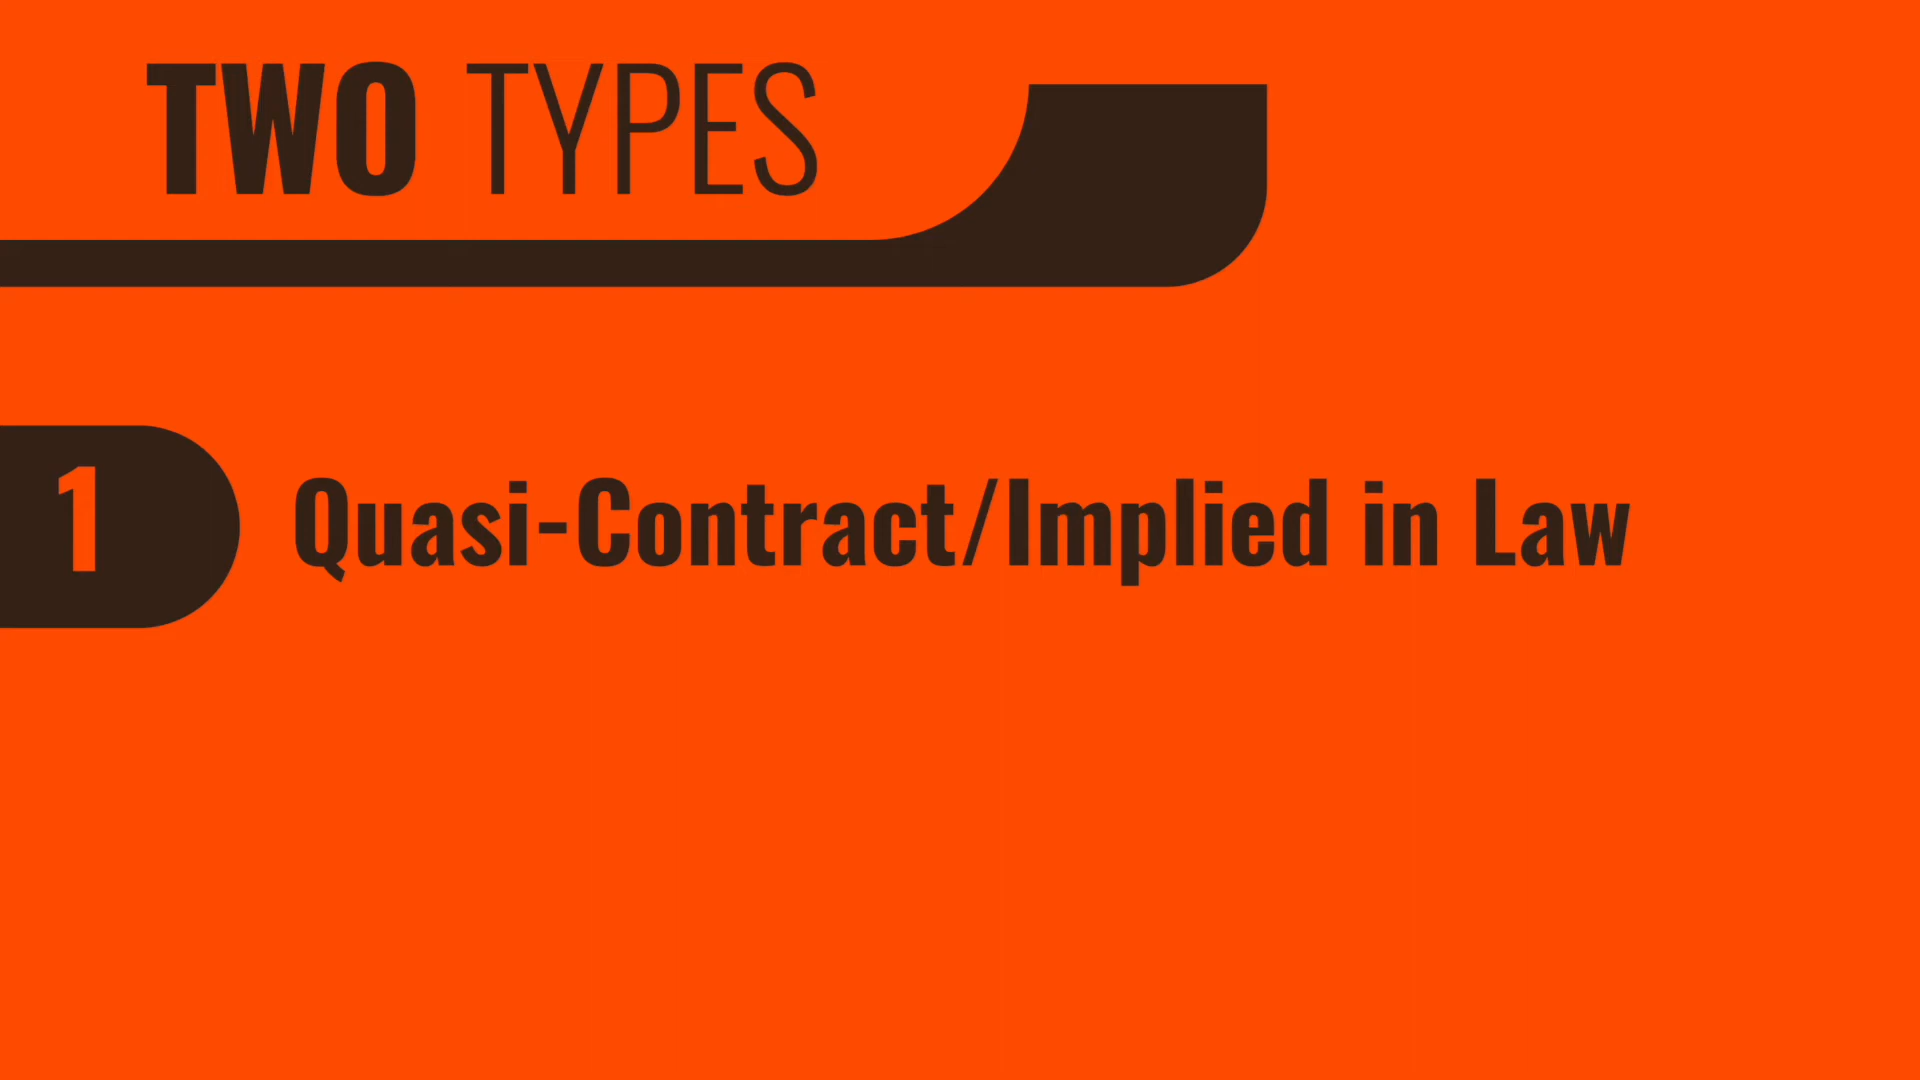 TWO TYPES
1 Quasi-Contract/Implied in Law